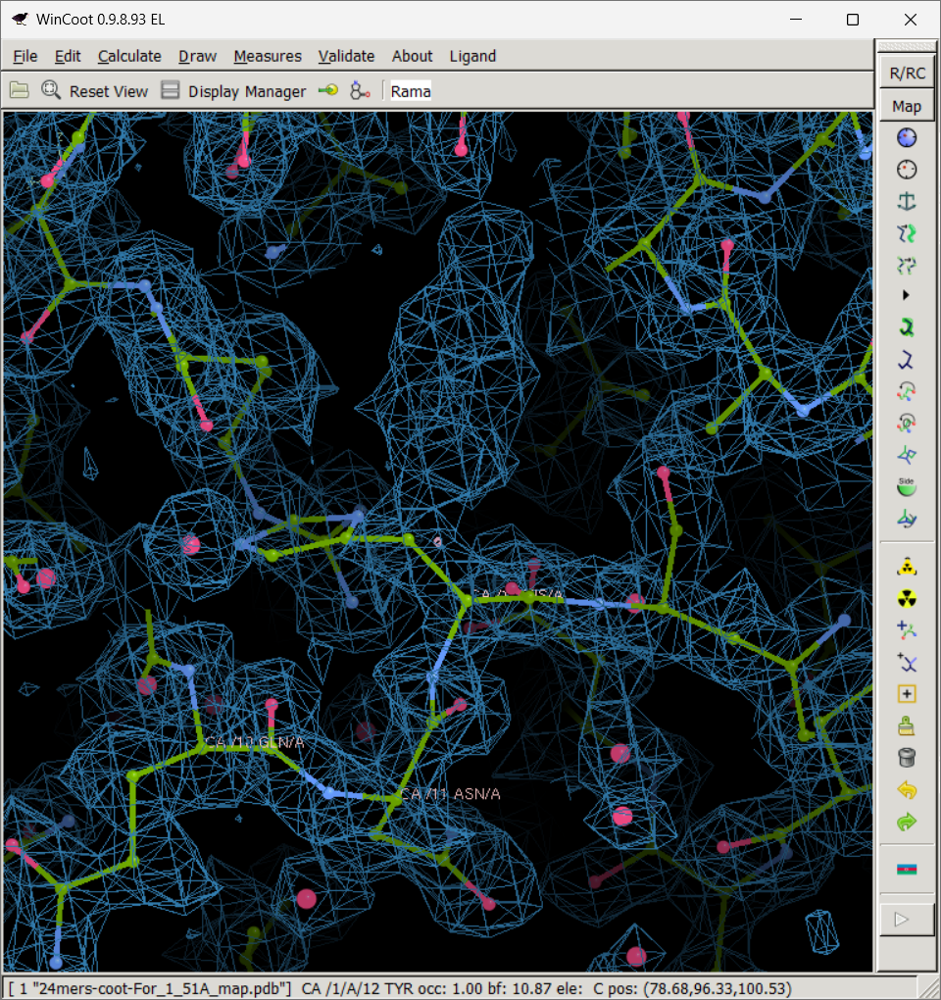 WinCoot 0.9.8.93 EL
File Edit Calculate Draw Measures Validate About Ligand
R/RC
Reset View Display Manager Rama
Map
Side
CA /10 GLN/A
CA /11 ASN/A
[ 1 "24mers-coot-For_1_51A_map.pdb"] CA /1/A/12 TYR occ: 1.00 bf: 10.87 ele: C pos: (78.68,96.33,100.53)